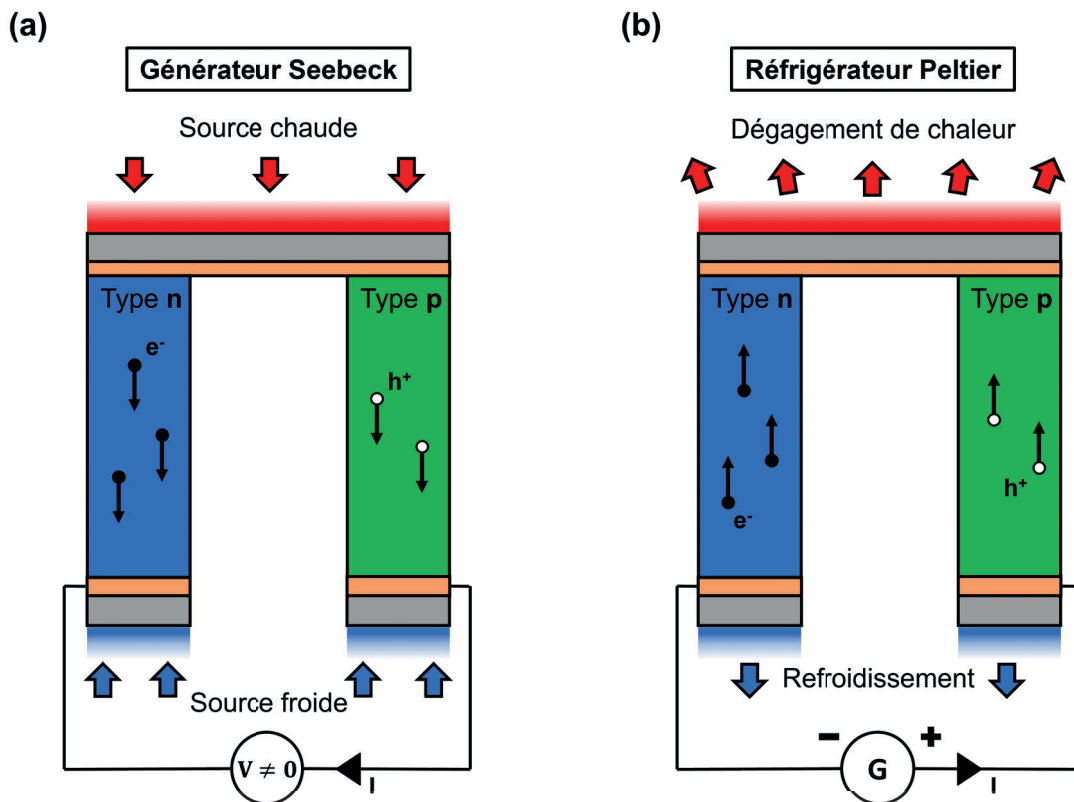 (a)
Générateur Seebeck
Source chaude
Type n
Type p
e-
h+
Source froide
V ≠ 0
I
(b)
Réfrigérateur Peltier
Dégagement de chaleur
Type n
Type p
e-
h+
Refroidissement
- +
G
I